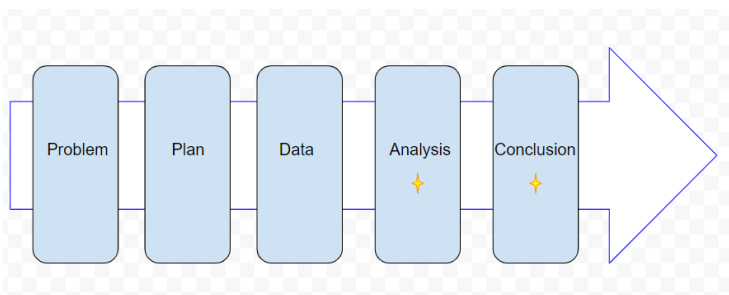 Problem
Plan
Data
Analysis
Conclusion